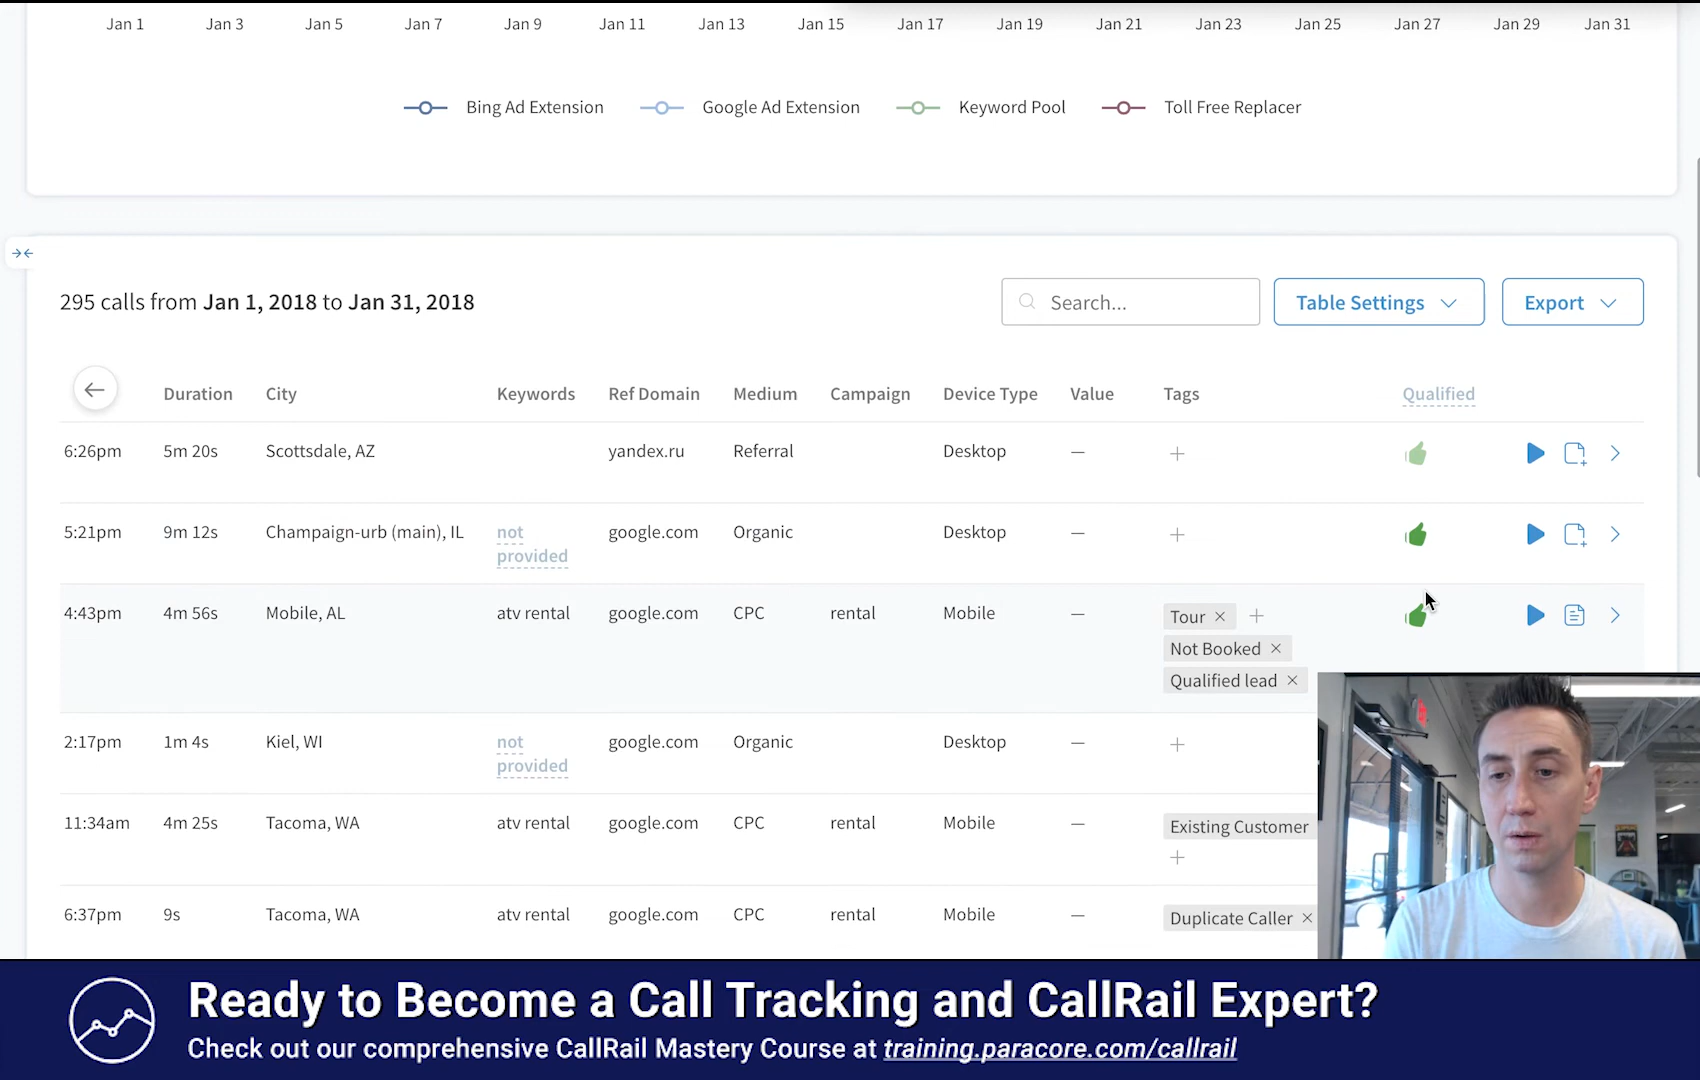 Jan 1 Jan 3 Jan 5 Jan 7 Jan 9 Jan 11 Jan 13 Jan 15 Jan 17 Jan 19 Jan 21 Jan 23 Jan 25 Jan 27 Jan 29 Jan 31
Bing Ad Extension Google Ad Extension Keyword Pool Toll Free Replacer
295 calls from Jan 1, 2018 to Jan 31, 2018 Search... Table Settings Export
Duration City Keywords Ref Domain Medium Campaign Device Type Value Tags Qualified
6:26pm 5m 20s Scottsdale, AZ yandex.ru Referral Desktop —
5:21pm 9m 12s Champaign-urb (main), IL not google.com Organic Desktop —
provided
4:43pm 4m 56s Mobile, AL atv rental google.com CPC rental Mobile — Tour
Not Booked
Qualified lead
2:17pm 1m 4s Kiel, WI not google.com Organic Desktop —
provided
11:34am 4m 25s Tacoma, WA atv rental google.com CPC rental Mobile — Existing Customer
6:37pm 9s Tacoma, WA atv rental google.com CPC rental Mobile — Duplicate Caller
Ready to Become a Call Tracking and CallRail Expert?
Check out our comprehensive CallRail Mastery Course at training.paracore.com/callrail